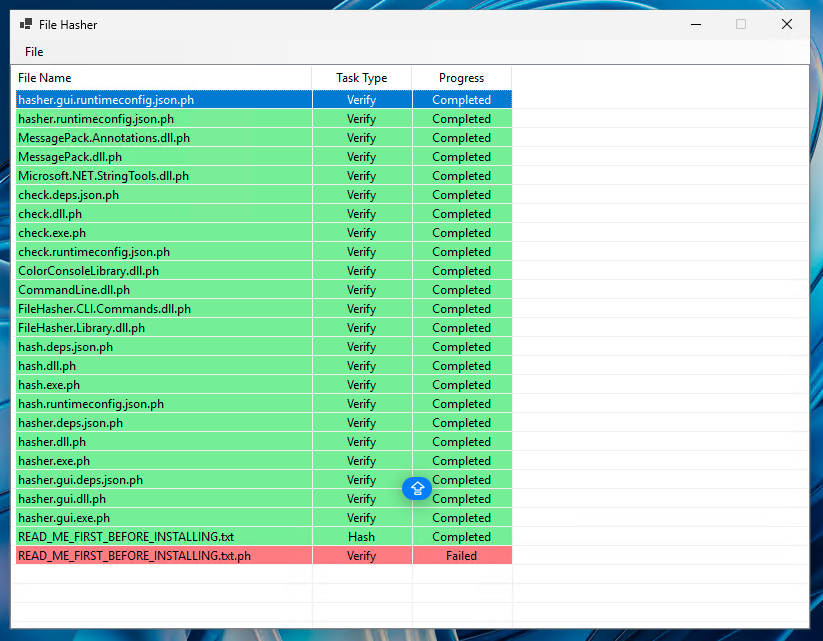 File Hasher
File
File Name Task Type Progress
hasher.gui.runtimeconfig.json.ph Verify Completed
hasher.runtimeconfig.json.ph Verify Completed
MessagePack.Annotations.dll.ph Verify Completed
MessagePack.dll.ph Verify Completed
Microsoft.NET.StringTools.dll.ph Verify Completed
check.deps.json.ph Verify Completed
check.dll.ph Verify Completed
check.exe.ph Verify Completed
check.runtimeconfig.json.ph Verify Completed
ColorConsoleLibrary.dll.ph Verify Completed
CommandLine.dll.ph Verify Completed
FileHasher.CLI.Commands.dll.ph Verify Completed
FileHasher.Library.dll.ph Verify Completed
hash.deps.json.ph Verify Completed
hash.dll.ph Verify Completed
hash.exe.ph Verify Completed
hash.runtimeconfig.json.ph Verify Completed
hasher.deps.json.ph Verify Completed
hasher.dll.ph Verify Completed
hasher.exe.ph Verify Completed
hasher.gui.deps.json.ph Verify Completed
hasher.gui.dll.ph Verify Completed
hasher.gui.exe.ph Verify Completed
READ_ME_FIRST_BEFORE_INSTALLING.txt Hash Completed
READ_ME_FIRST_BEFORE_INSTALLING.txt.ph Verify Failed